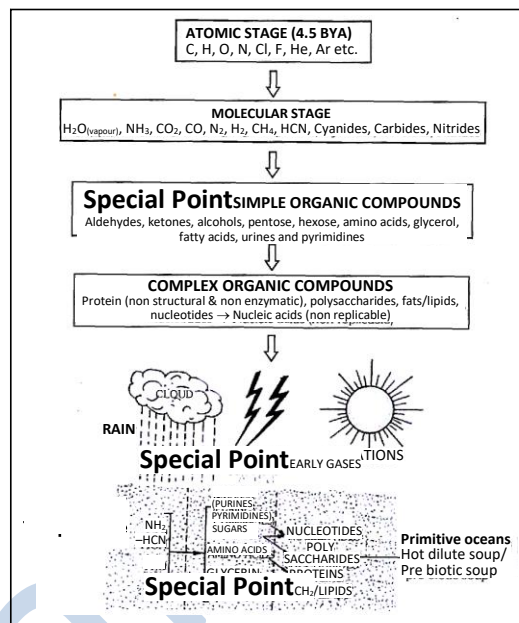 ATOMIC STAGE (4.5 BYA)
C, H, O, N, Cl, F, He, Ar etc.
MOLECULAR STAGE
H₂O(vapour), NH₃, CO₂, CO, N₂, H₂, CH₄, HCN, Cyanides, Carbides, Nitrides
Special Point SIMPLE ORGANIC COMPOUNDS
Aldehydes, ketones, alcohols, pentose, hexose, amino acids, glycerol,
fatty acids, urines and pyrimidines
COMPLEX ORGANIC COMPOUNDS
Protein (non structural & non enzymatic), polysaccharides, fats/lipids,
nucleotides → Nucleic acids (non replicable)
CLOUD
RAIN
ATIONS
Special Point EARLY GASES
(PURINES
PYRIMIDINES)
SUGARS
NH₂
–HCN
NUCLEOTIDES
AMINO ACIDS
POLY
SACCHARIDES
GLYCERIN
PROTEINS
Primitive oceans
Hot dilute soup/
Pre biotic soup
Special Point CH₂/LIPIDS